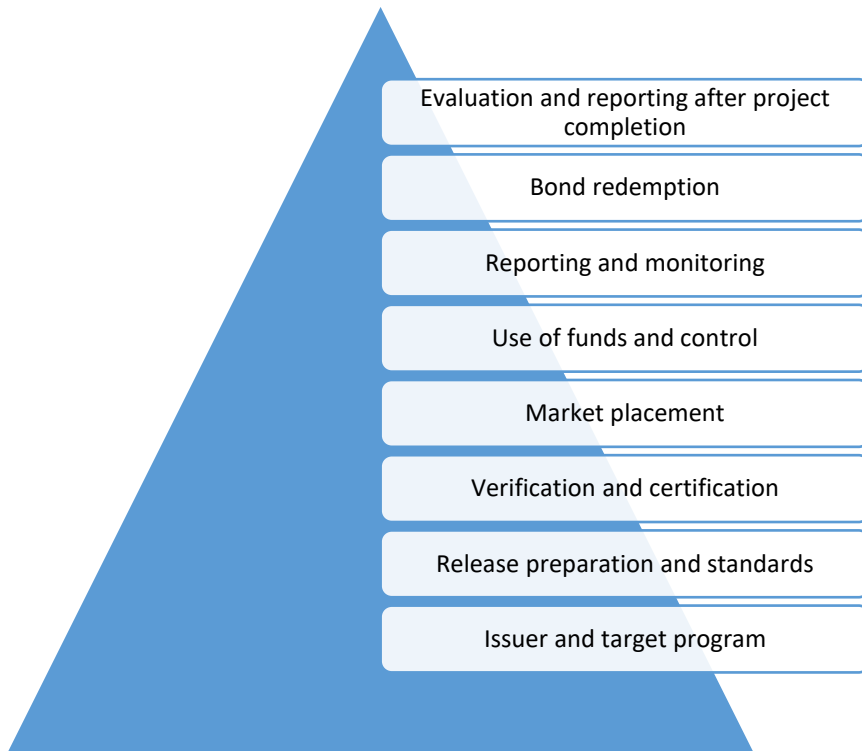 Evaluation and reporting after project
completion
Bond redemption
Reporting and monitoring
Use of funds and control
Market placement
Verification and certification
Release preparation and standards
Issuer and target program